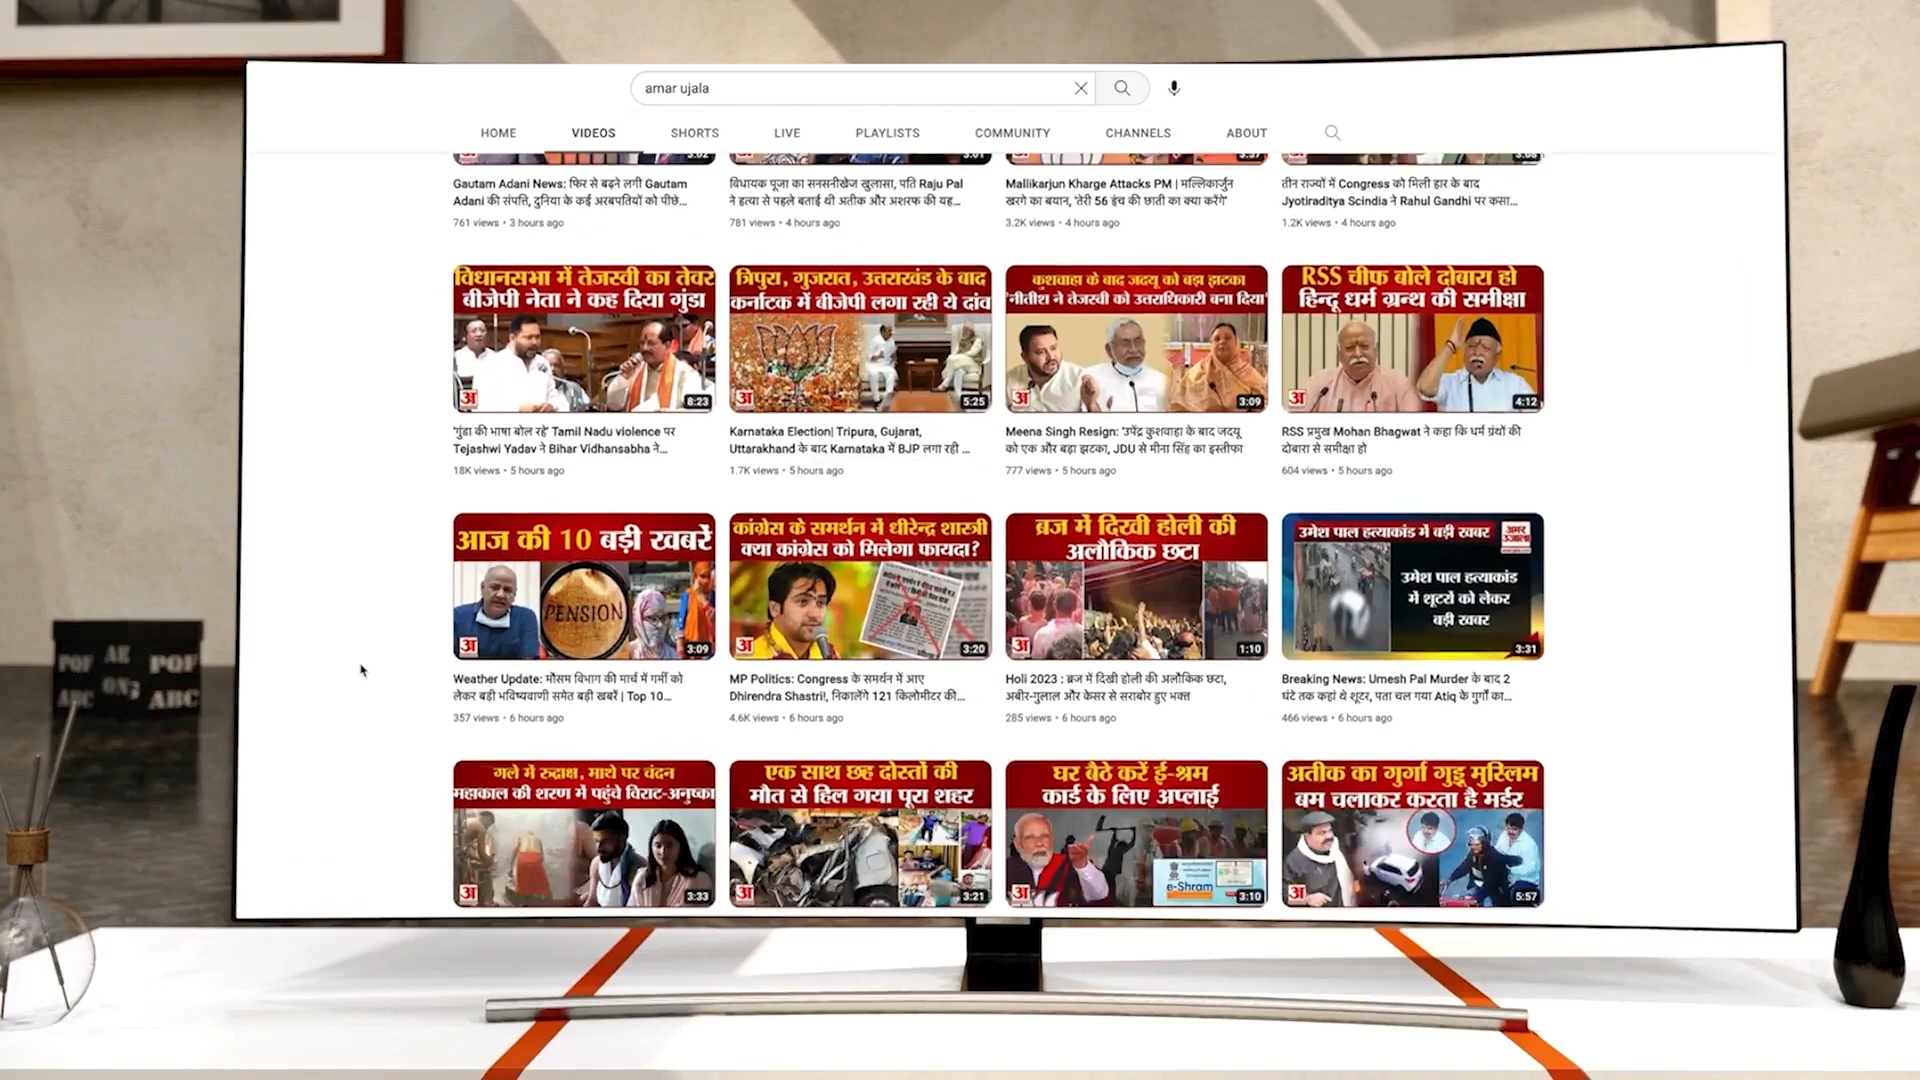 amar ujala
HOME VIDEOS SHORTS LIVE PLAYLISTS COMMUNITY CHANNELS ABOUT
3:02 3:01 3:37 3:08
Gautam Adani News: फिर से बढ़ने लगी Gautam
Adani की संपत्ति, दुनिया के कई अरबपतियों को पीछे...
761 views • 3 hours ago
विधायक पूजा का सनसनीखेज खुलासा, पति Raju Pal
ने हत्या से पहले बताई थी अतीक और अशरफ की यह...
781 views • 4 hours ago
Mallikarjun Kharge Attacks PM | मल्लिकार्जुन
खरगे का बयान, 'तेरी 56 इंच की छाती का क्या करेंगे'
3.2K views • 4 hours ago
तीन राज्यों में Congress को मिली हार के बाद
Jyotiraditya Scindia ने Rahul Gandhi पर कसा...
1.2K views • 4 hours ago
विधानसभा में तेजस्वी का तेवर
बीजेपी नेता ने कह दिया गुंडा
अ
8:23
'गुंडा की भाषा बोल रहे' Tamil Nadu violence पर
Tejashwi Yadav ने Bihar Vidhansabha ने...
18K views • 5 hours ago
त्रिपुरा, गुजरात, उत्तराखंड के बाद
कर्नाटक में बीजेपी लगा रही ये दांव
अ
5:25
Karnataka Election| Tripura, Gujarat,
Uttarakhand के बाद Karnataka में BJP लगा रही ...
1.7K views • 5 hours ago
कुशवाहा के बाद जदयू को बड़ा झटका
'नीतीश ने तेजस्वी को उत्तराधिकारी बना दिया'
अ
3:09
Meena Singh Resign: 'उपेंद्र कुशवाहा के बाद जदयू
को एक और बड़ा झटका, JDU से मीना सिंह का इस्तीफा
777 views • 5 hours ago
RSS चीफ बोले दोबारा हो
हिन्दू धर्म ग्रन्थ की समीक्षा
अ
4:12
RSS प्रमुख Mohan Bhagwat ने कहा कि धर्म ग्रंथों की
दोबारा से समीक्षा हो
604 views • 5 hours ago
आज की 10 बड़ी खबरें
PENSION
अ
3:09
Weather Update: मौसम विभाग की मार्च में गर्मी को
लेकर बड़ी भविष्यवाणी समेत बड़ी खबरें | Top 10...
357 views • 6 hours ago
कांग्रेस के समर्थन में धीरेन्द्र शास्त्री
क्या कांग्रेस को मिलेगा फायदा?
अ
3:20
MP Politics: Congress के समर्थन में आए
Dhirendra Shastri!, निकालेंगे 121 किलोमीटर की...
4.6K views • 6 hours ago
ब्रज में दिखी होली की
अलौकिक छटा
अ
1:10
Holi 2023 : ब्रज में दिखी होली की अलौकिक छटा,
अबीर-गुलाल और केसर से सराबोर हुए भक्त
285 views • 6 hours ago
उमेश पाल हत्याकांड में बड़ी खबर
अमर उजाला
उमेश पाल हत्याकांड
में शूटरों को लेकर
बड़ी खबर
3:31
Breaking News: Umesh Pal Murder के बाद 2
घंटे तक कहां थे शूटर, पता चल गया Atiq के गुर्गों का...
466 views • 6 hours ago
गले में रुद्राक्ष, माथे पर चंदन
महाकाल की शरण में पहुंचे विराट-अनुष्का
अ
3:33
एक साथ छह दोस्तों की
मौत से हिल गया पूरा शहर
अ
3:21
घर बैठे करें ई-श्रम
कार्ड के लिए अप्लाई
e-Shram
अ
3:10
अतीक का गुर्गा गुड्डू मुस्लिम
बम चलाकर करता है मर्डर
अ
5:57
PQF AE PQF
ABC ABC